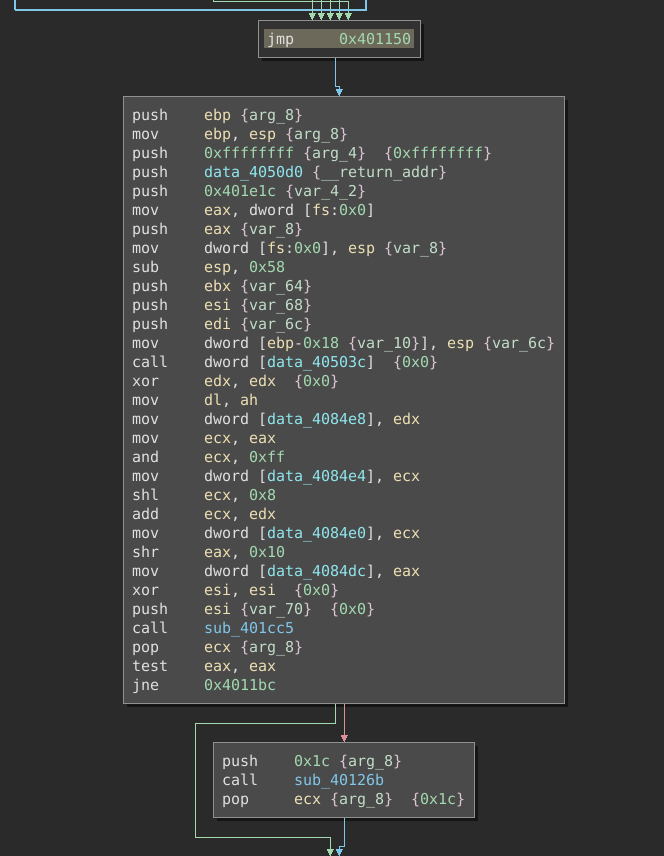 jmp 0x401150
push ebp {arg_8}
mov ebp, esp {arg_8}
push 0xffffffff {arg_4} {0xffffffff}
push data_4050d0 {__return_addr}
push 0x401e1c {var_4_2}
mov eax, dword [fs:0x0]
push eax {var_8}
mov dword [fs:0x0], esp {var_8}
sub esp, 0x58
push ebx {var_64}
push esi {var_68}
push edi {var_6c}
mov dword [ebp-0x18 {var_10}], esp {var_6c}
call dword [data_40503c] {0x0}
xor edx, edx {0x0}
mov dl, ah
mov dword [data_4084e8], edx
mov ecx, eax
and ecx, 0xff
mov dword [data_4084e4], ecx
shl ecx, 0x8
add ecx, edx
mov dword [data_4084e0], ecx
shr eax, 0x10
mov dword [data_4084dc], eax
xor esi, esi {0x0}
push esi {var_70} {0x0}
call sub_401cc5
pop ecx {arg_8}
test eax, eax
jne 0x4011bc
push 0x1c {arg_8}
call sub_40126b
pop ecx {arg_8} {0x1c}